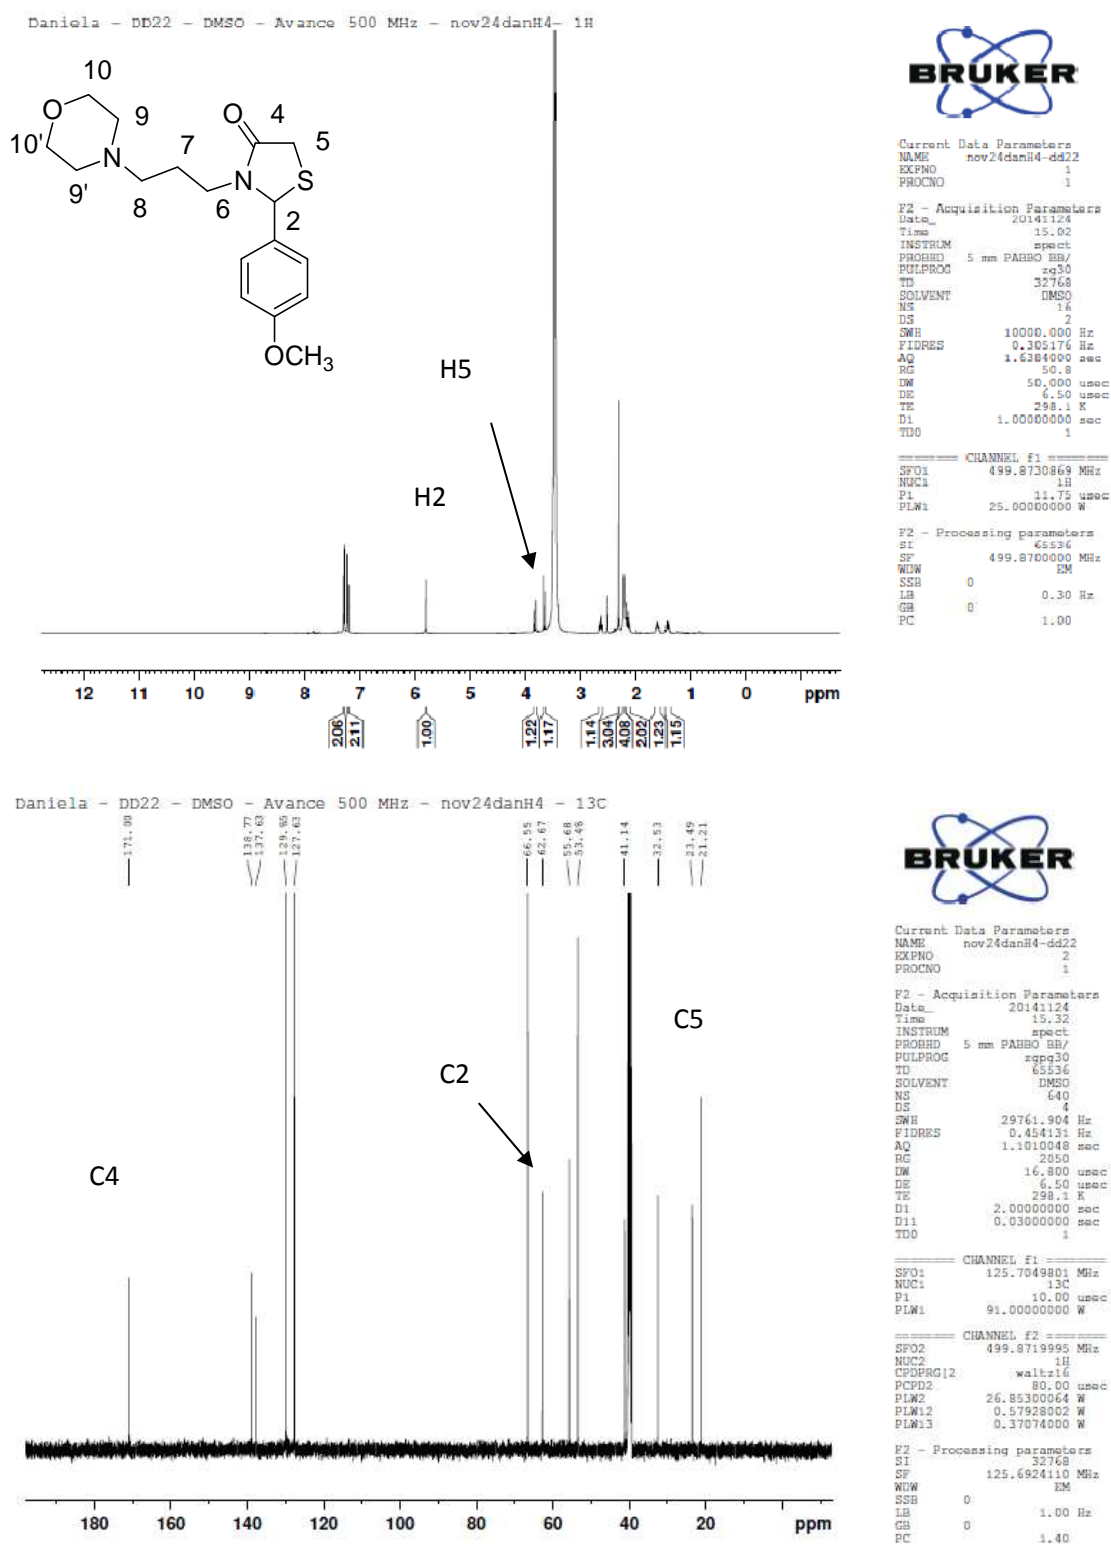 Daniela - DD22 - DMSO - Avance 500 MHz - nov24danH4- 1H
BRUKER
10
O
9
10'
7
N
9'
8
O
4
5
S
N
6
2
OCH3
H5
H2
Current Data Parameters
NAME nov24danH4-dd22
EXPNO 1
PROCNO 1
F2 - Acquisition Parameters
Date_ 20141124
Time 15.02
INSTRUM spect
PROBHD 5 mm PABBO BB/
PULPROG zg30
TD 32768
SOLVENT DMSO
NS 16
DS 2
SWH 10000.000 Hz
FIDRES 0.305176 Hz
AQ 1.6384000 sec
RG 50.8
DW 50.000 usec
DE 6.50 usec
TE 298.1 K
D1 1.00000000 sec
TD0 1
======== CHANNEL f1 ========
SFO1 499.8730869 MHz
NUC1 1H
P1 11.75 usec
PLW1 25.00000000 W
F2 - Processing parameters
SI 65536
SF 499.8700000 MHz
WDW EM
SSB 0
LB 0.30 Hz
GB 0
PC 1.00
12 11 10 9 8 7 6 5 4 3 2 1 0 ppm
2.06 2.11 1.00 1.22 1.17 1.14 3.04 4.08 2.02 1.23 1.15
Daniela - DD22 - DMSO - Avance 500 MHz - nov24danH4 - 13C
171.00 138.77 137.63 129.65 127.63 66.55 62.67 55.68 53.48 41.14 32.53 23.49 21.21
BRUKER
C5
C2
C4
Current Data Parameters
NAME nov24danH4-dd22
EXPNO 2
PROCNO 1
F2 - Acquisition Parameters
Date_ 20141124
Time 15.32
INSTRUM spect
PROBHD 5 mm PABBO BB/
PULPROG zgpg30
TD 65536
SOLVENT DMSO
NS 640
DS 4
SWH 29761.904 Hz
FIDRES 0.454131 Hz
AQ 1.1010048 sec
RG 2050
DW 16.800 usec
DE 6.50 usec
TE 298.1 K
D1 2.00000000 sec
D11 0.03000000 sec
TD0 1
======== CHANNEL f1 ========
SFO1 125.7049801 MHz
NUC1 13C
P1 10.00 usec
PLW1 91.00000000 W
======== CHANNEL f2 ========
SFO2 499.8719995 MHz
NUC2 1H
CPDPRG[2 waltz16
PCPD2 80.00 usec
PLW2 26.85300064 W
PLW12 0.57928002 W
PLW13 0.37074000 W
F2 - Processing parameters
SI 32768
SF 125.6924110 MHz
WDW EM
SSB 0
LB 1.00 Hz
GB 0
PC 1.40
180 160 140 120 100 80 60 40 20 ppm